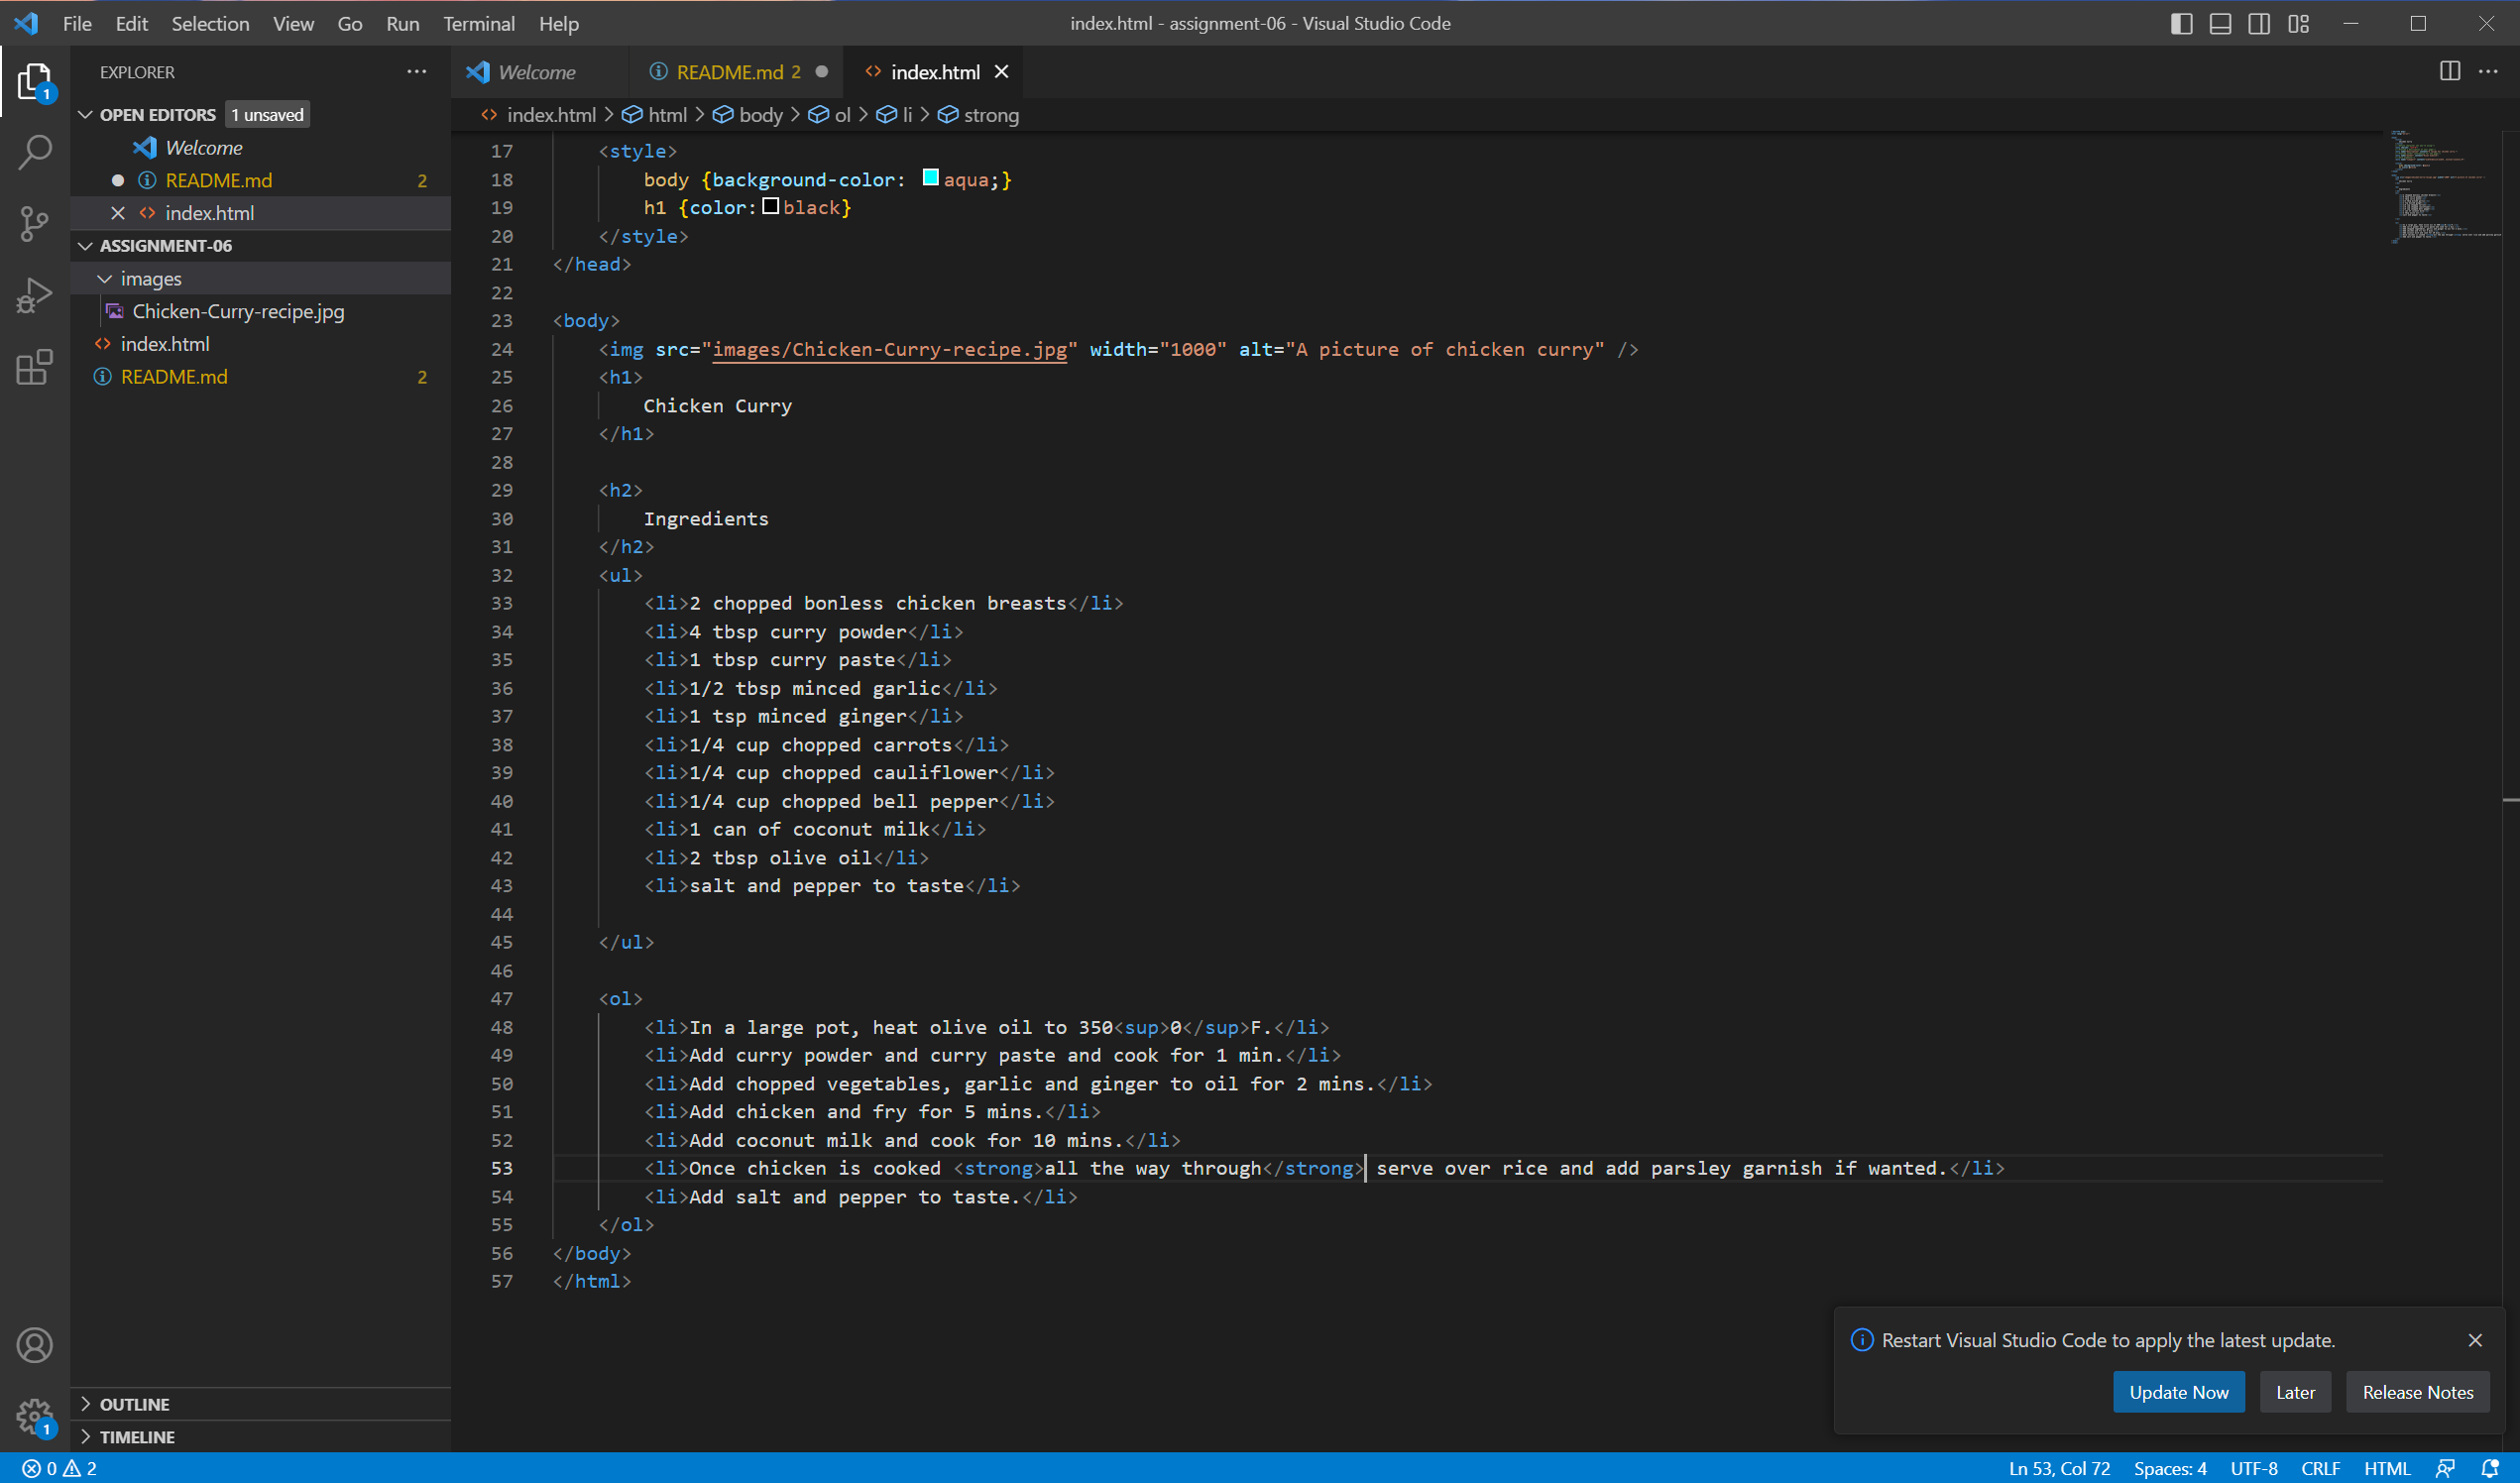 File Edit Selection View Go Run Terminal Help
index.html - assignment-06 - Visual Studio Code
EXPLORER
OPEN EDITORS 1 unsaved
Welcome
README.md 2
index.html
ASSIGNMENT-06
images
Chicken-Curry-recipe.jpg
index.html
README.md 2
OUTLINE
TIMELINE
Welcome README.md 2 index.html
index.html > html > body > ol > li > strong
17 <style>
18 body {background-color: aqua;}
19 h1 {color: black}
20 </style>
21 </head>
22
23 <body>
24 <img src="images/Chicken-Curry-recipe.jpg" width="1000" alt="A picture of chicken curry" />
25 <h1>
26 Chicken Curry
27 </h1>
28
29 <h2>
30 Ingredients
31 </h2>
32 <ul>
33 <li>2 chopped bonless chicken breasts</li>
34 <li>4 tbsp curry powder</li>
35 <li>1 tbsp curry paste</li>
36 <li>1/2 tbsp minced garlic</li>
37 <li>1 tsp minced ginger</li>
38 <li>1/4 cup chopped carrots</li>
39 <li>1/4 cup chopped cauliflower</li>
40 <li>1/4 cup chopped bell pepper</li>
41 <li>1 can of coconut milk</li>
42 <li>2 tbsp olive oil</li>
43 <li>salt and pepper to taste</li>
44
45 </ul>
46
47 <ol>
48 <li>In a large pot, heat olive oil to 350<sup>0</sup>F.</li>
49 <li>Add curry powder and curry paste and cook for 1 min.</li>
50 <li>Add chopped vegetables, garlic and ginger to oil for 2 mins.</li>
51 <li>Add chicken and fry for 5 mins.</li>
52 <li>Add coconut milk and cook for 10 mins.</li>
53 <li>Once chicken is cooked <strong>all the way through</strong> serve over rice and add parsley garnish if wanted.</li>
54 <li>Add salt and pepper to taste.</li>
55 </ol>
56 </body>
57 </html>
Restart Visual Studio Code to apply the latest update.
Update Now Later Release Notes
1
1
0 2
Ln 53, Col 72 Spaces: 4 UTF-8 CRLF HTML